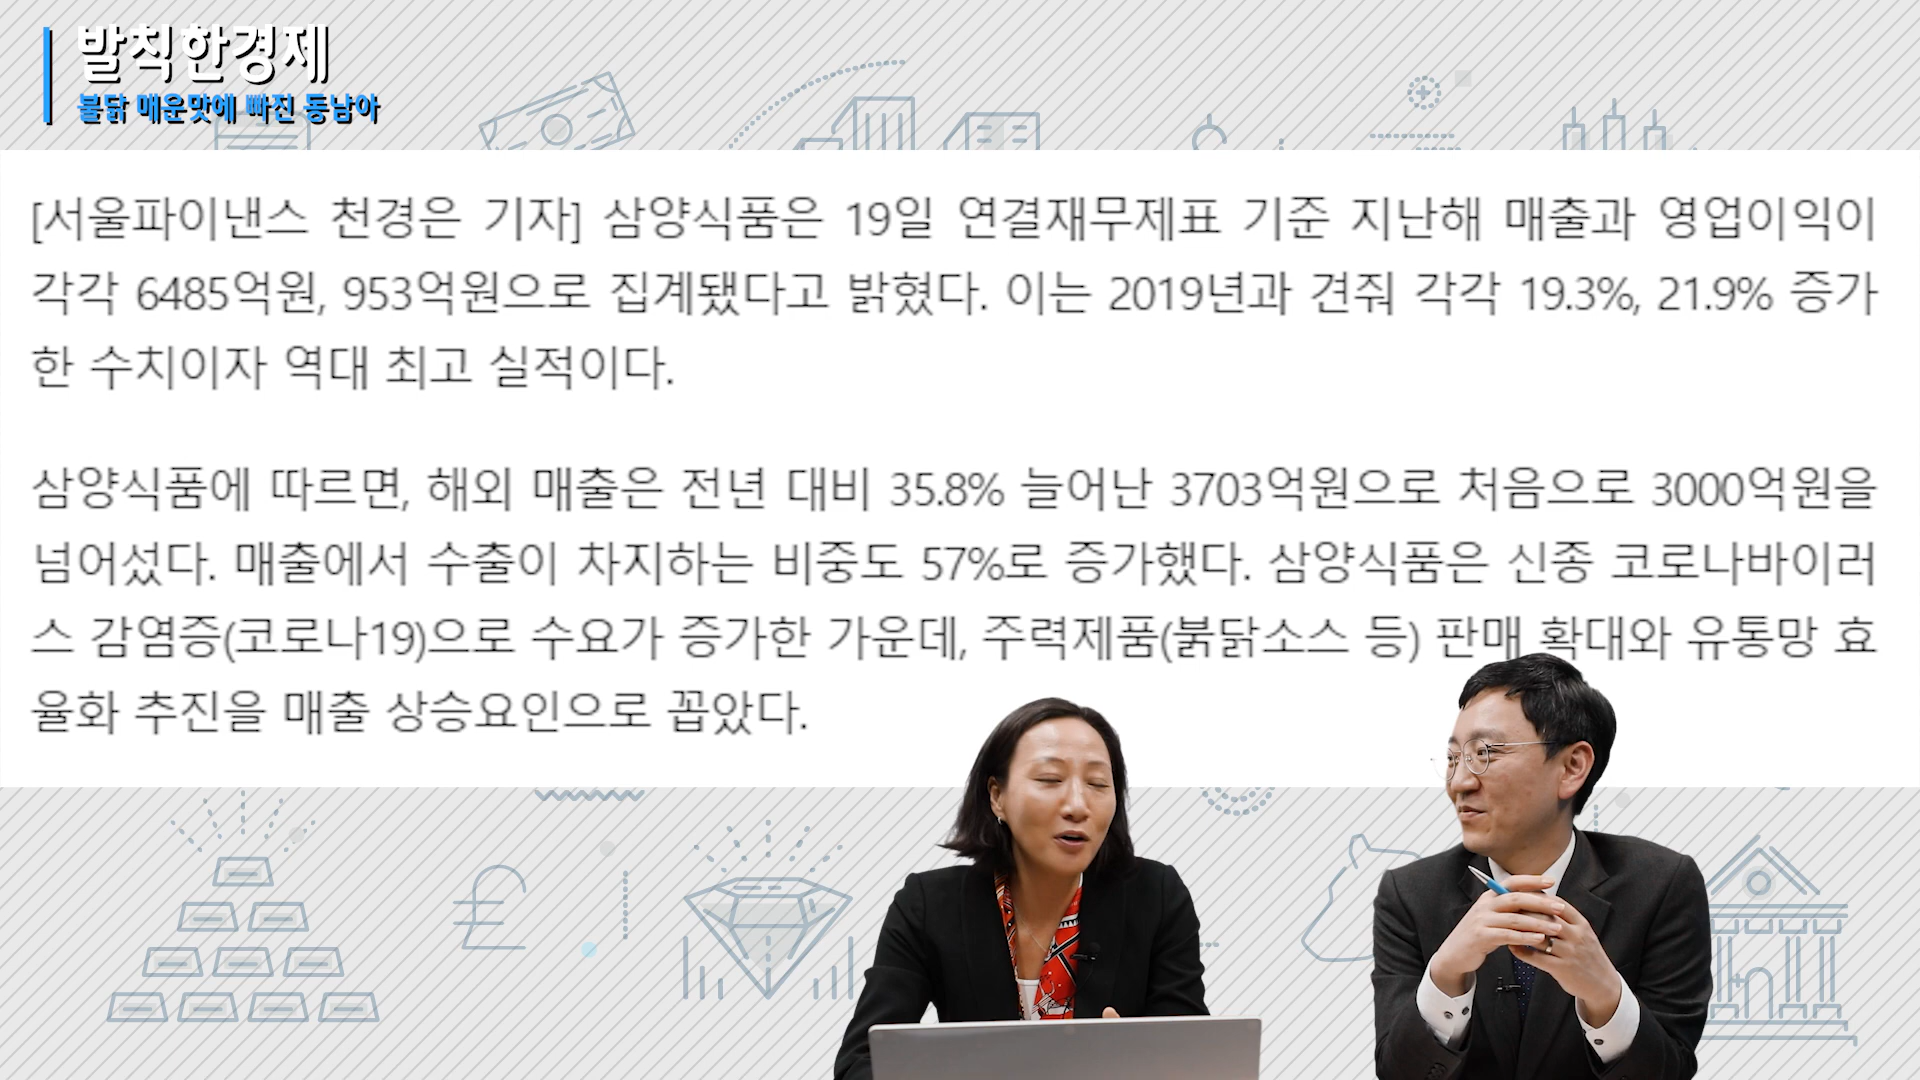 발칙한경제
불닭 매운맛에 빠진 동남아
[서울파이낸스 천경은 기자] 삼양식품은 19일 연결재무제표 기준 지난해 매출과 영업이익이
각각 6485억원, 953억원으로 집계됐다고 밝혔다. 이는 2019년과 견줘 각각 19.3%, 21.9% 증가
한 수치이자 역대 최고 실적이다.
삼양식품에 따르면, 해외 매출은 전년 대비 35.8% 늘어난 3703억원으로 처음으로 3000억원을
넘어섰다. 매출에서 수출이 차지하는 비중도 57%로 증가했다. 삼양식품은 신종 코로나바이러
스 감염증(코로나19)으로 수요가 증가한 가운데, 주력제품(붉닭소스 등) 판매 확대와 유통망 효
율화 추진을 매출 상승요인으로 꼽았다.